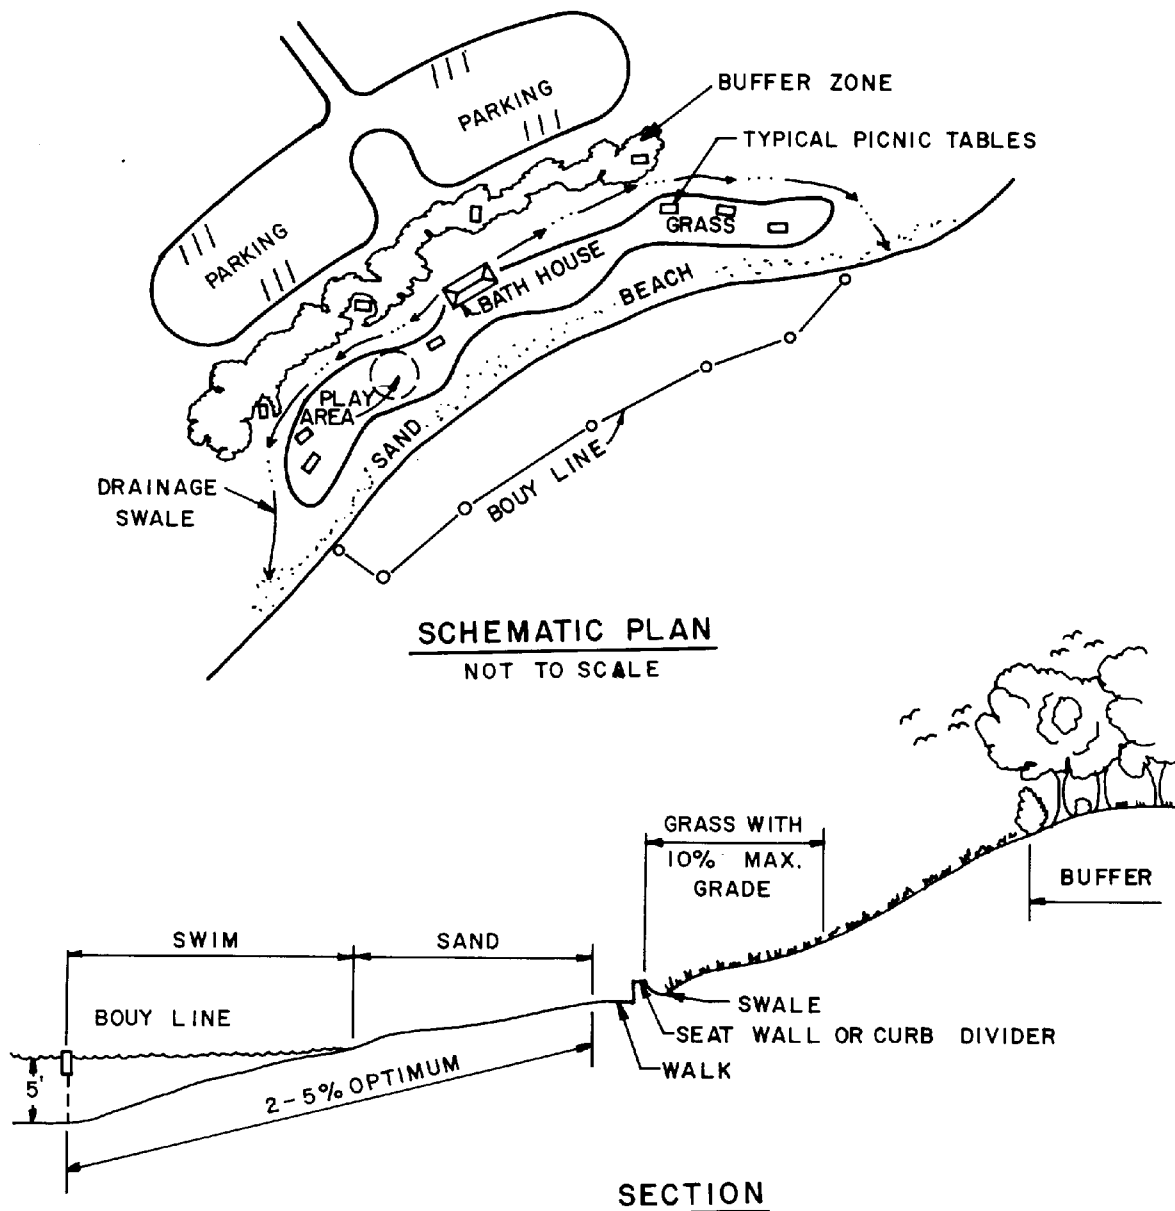 BUFFER ZONE
PARKING
TYPICAL PICNIC TABLES
PARKING
GRASS
BATH HOUSE
BEACH
PLAY
AREA
SAND
BOUY LINE
DRAINAGE
SWALE
SCHEMATIC PLAN
NOT TO SCALE
GRASS WITH
10% MAX.
GRADE
BUFFER
SWIM
SAND
BOUY LINE
SWALE
SEAT WALL OR CURB DIVIDER
WALK
5'
2-5% OPTIMUM
SECTION